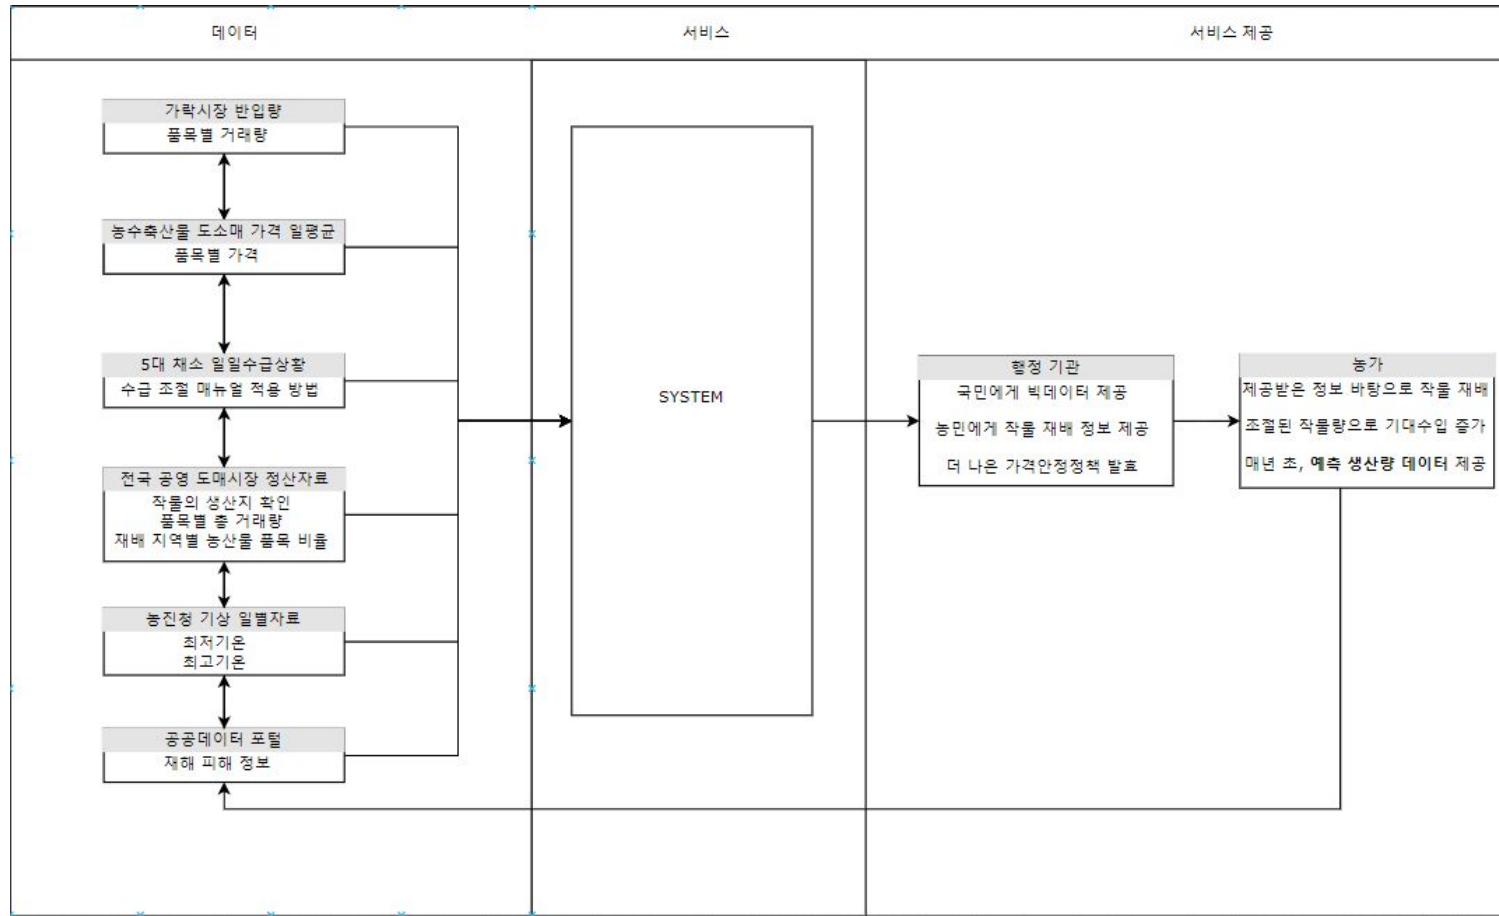 데이터
서비스
서비스 제공
가락시장 반입량
품목별 거래량
농수축산물 도소매 가격 일평균
품목별 가격
5대 채소 일일수급상황
수급 조절 매뉴얼 적용 방법
전국 공영 도매시장 정산자료
작물의 생산지 확인
품목별 총 거래량
재배 지역별 농산물 품목 비율
농진청 기상 일별자료
최저기온
최고기온
공공데이터 포털
재해 피해 정보
SYSTEM
행정 기관
국민에게 빅데이터 제공
농민에게 작물 재배 정보 제공
더 나은 가격안정정책 발효
농가
제공받은 정보 바탕으로 작물 재배
조절된 작물량으로 기대수입 증가
매년 초, 예측 생산량 데이터 제공